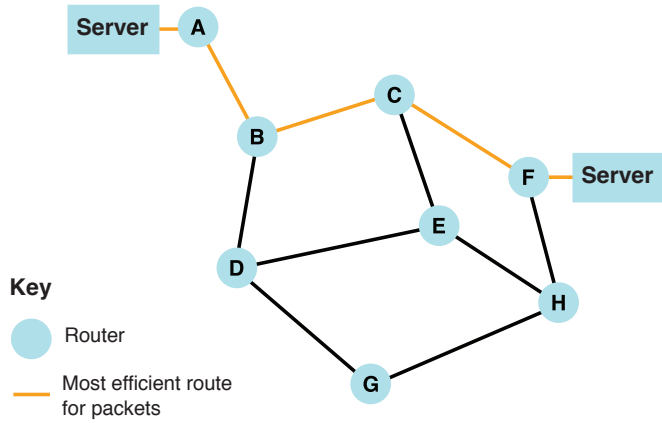 Server
A
C
B
F
Server
E
D
H
G
Key
Router
Most efficient route
for packets